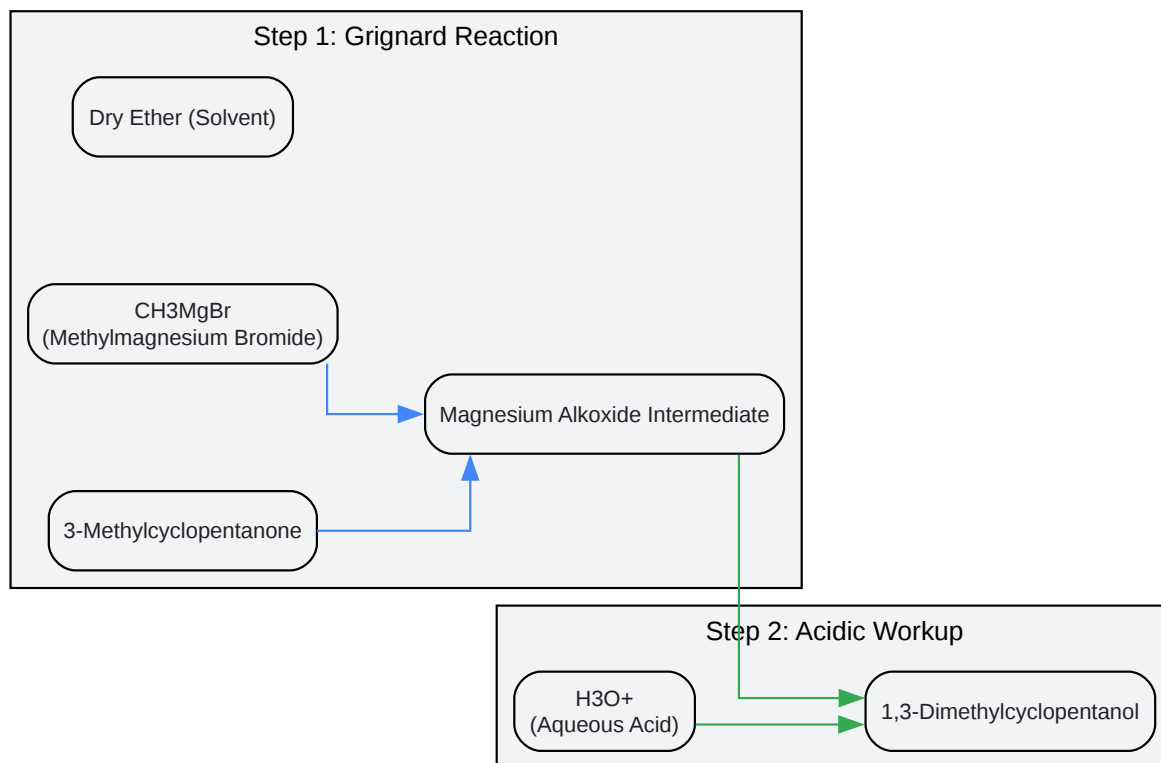 Step 1: Grignard Reaction
Dry Ether (Solvent)
CH3MgBr
(Methylmagnesium Bromide)
Magnesium Alkoxide Intermediate
3-Methylcyclopentanone
Step 2: Acidic Workup
H3O+
(Aqueous Acid)
1,3-Dimethylcyclopentanol